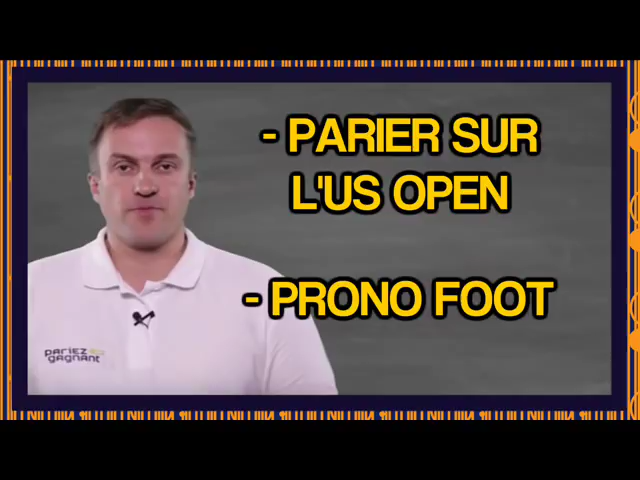 - PARIER SUR
L'US OPEN
- PRONO FOOT
pariez
gagnant